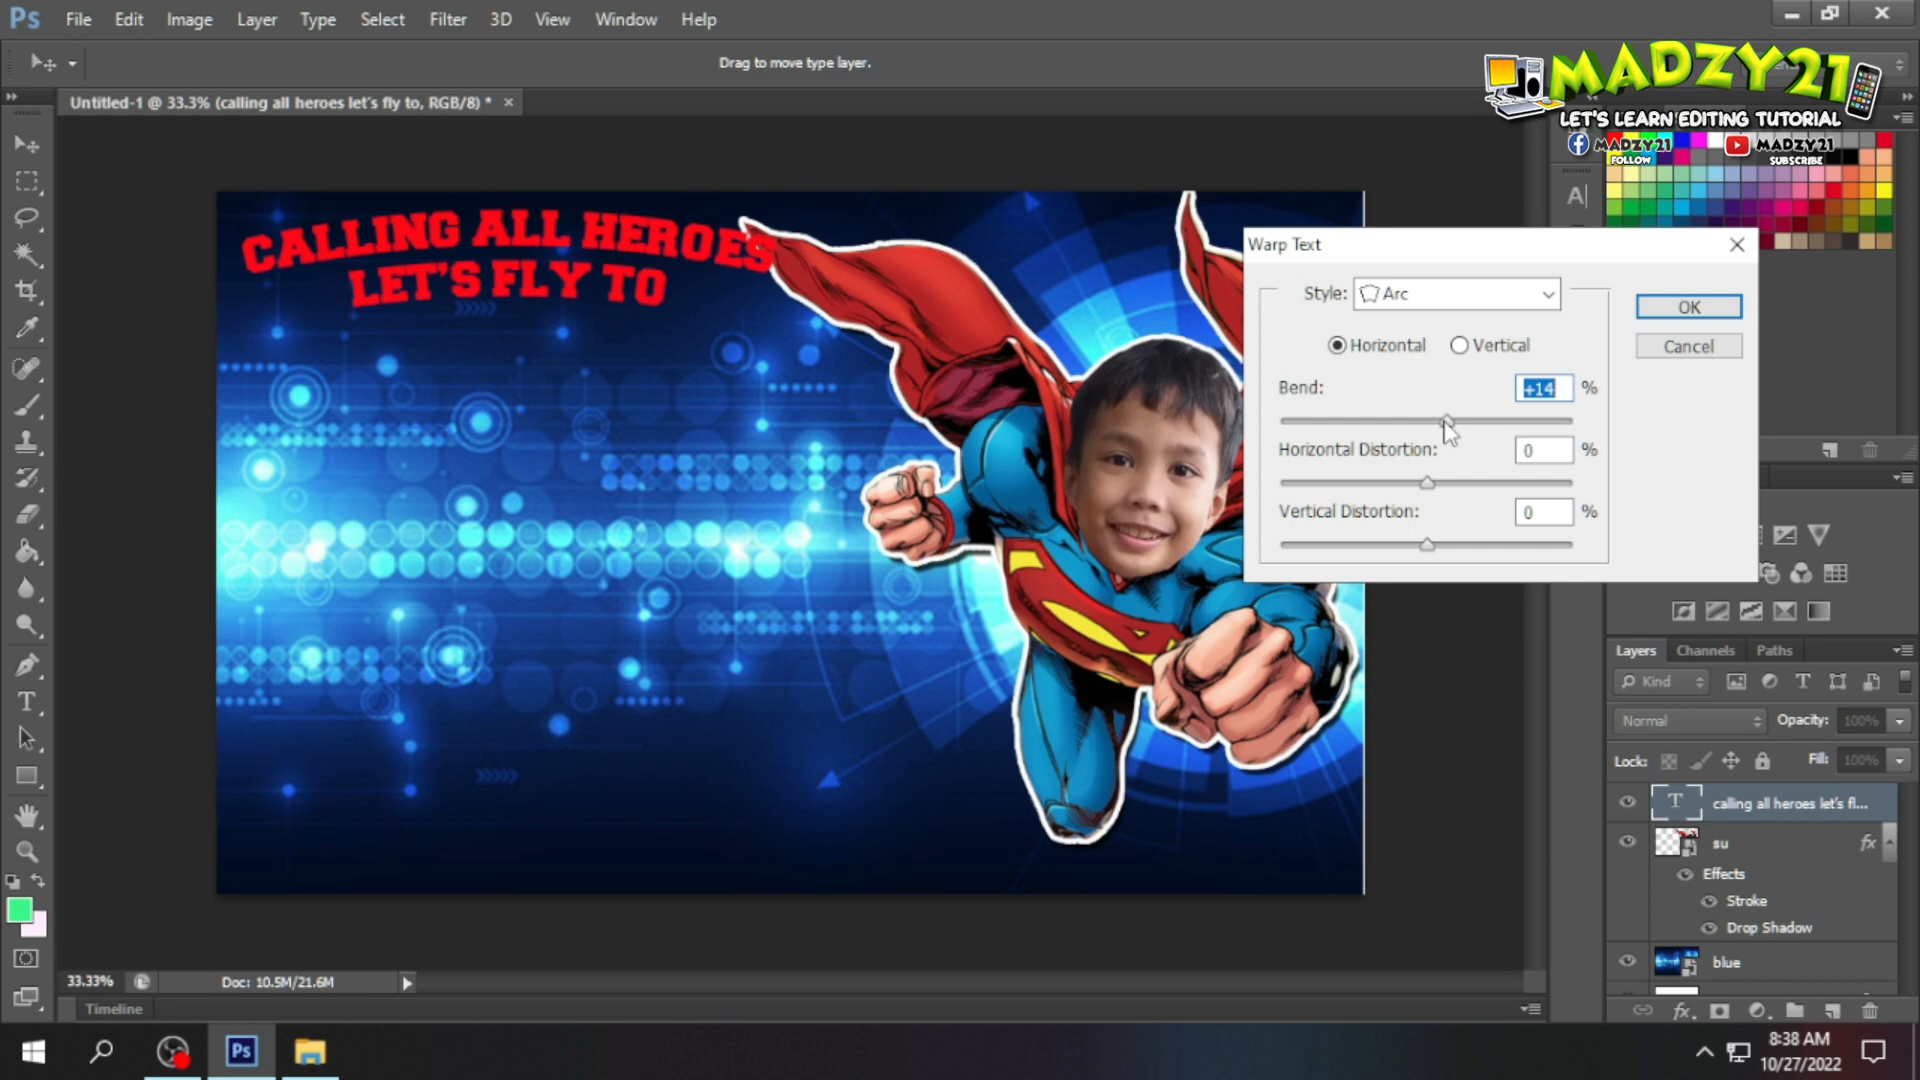 Ps File Edit Image Layer Type Select Filter 3D View Window Help
Drag to move type layer.
MADZY21
LET'S LEARN EDITING TUTORIAL
MADZY21 MADZY21
FOLLOW SUBSCRIBE
Untitled-1 @ 33.3% (calling all heroes let's fly to, RGB/8) * ×
A
CALLING ALL HEROES
LET'S FLY TO
Warp Text
Style: Arc
OK
Horizontal Vertical
Cancel
Bend: +14 %
Horizontal Distortion: 0 %
Vertical Distortion: 0 %
Layers Channels Paths
Kind
Normal Opacity: 100%
Lock: Fill: 100%
T calling all heroes let's fl...
su fx
Effects
Stroke
Drop Shadow
blue
33.33% Doc: 10.5M/21.6M
Timeline
fx
Ps
8:38 AM
10/27/2022